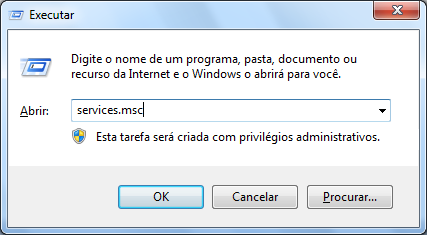 Executar
Digite o nome de um programa, pasta, documento ou
recurso da Internet e o Windows o abrirá para você.
Abrir: services.msc
Esta tarefa será criada com privilégios administrativos.
OK Cancelar Procurar...